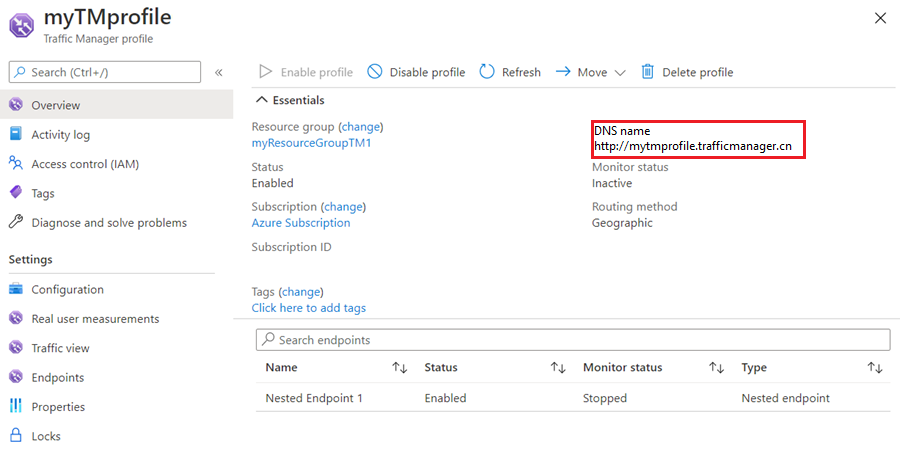 myTMprofile
Traffic Manager profile
Search (Ctrl+/)
«
Overview
Activity log
Access control (IAM)
Tags
Diagnose and solve problems
Settings
Configuration
Real user measurements
Traffic view
Endpoints
Properties
Locks
Enable profile Disable profile Refresh Move Delete profile
Essentials
Resource group (change)
myResourceGroupTM1
DNS name
http://mytmprofile.trafficmanager.cn
Status
Enabled
Monitor status
Inactive
Subscription (change)
Azure Subscription
Routing method
Geographic
Subscription ID
Tags (change)
Click here to add tags
Search endpoints
Name Status Monitor status Type
Nested Endpoint 1 Enabled Stopped Nested endpoint